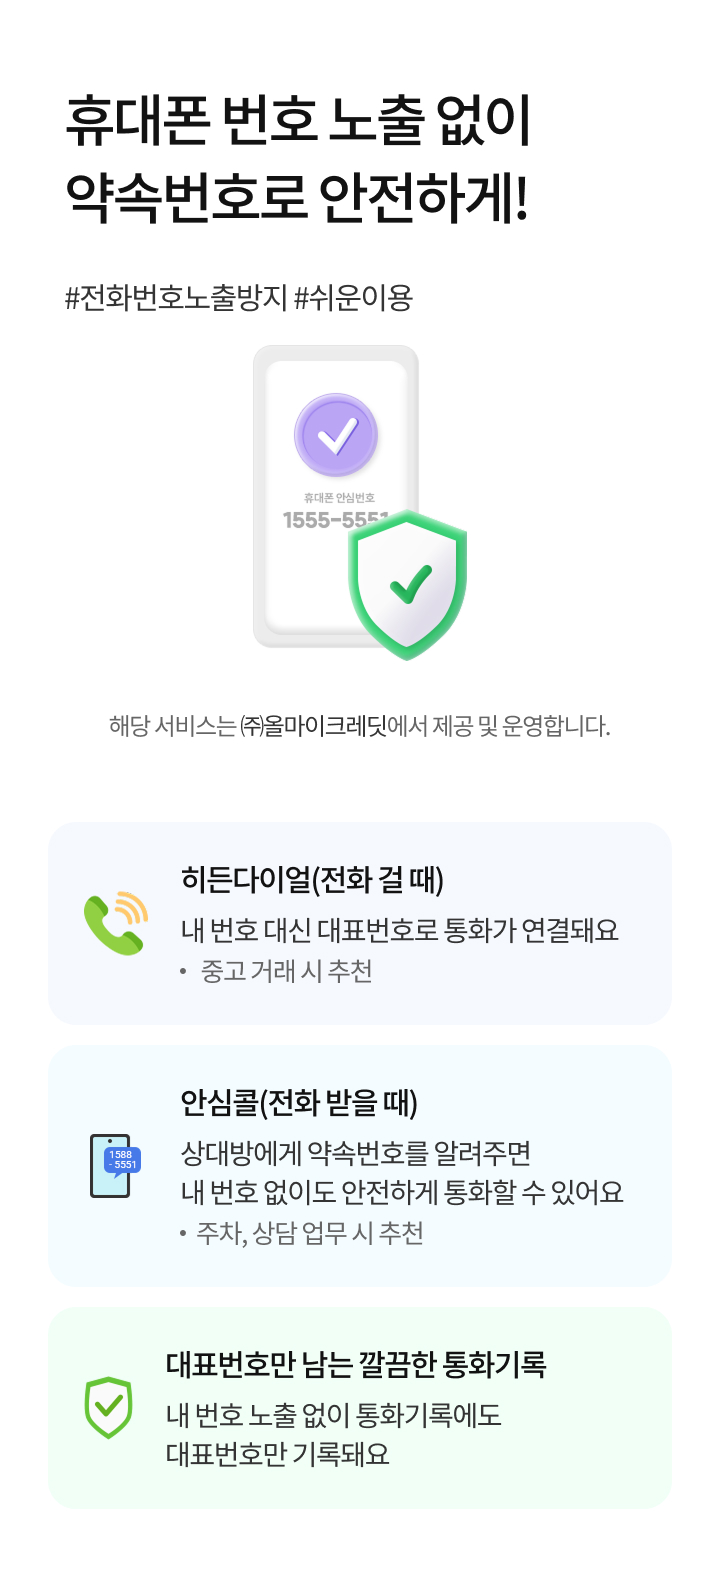 휴대폰 번호 노출 없이
약속번호로 안전하게!
#전화번호노출방지 #쉬운이용
휴대폰 안심번호
1555-5551
해당 서비스는 ㈜올마이크레딧에서 제공 및 운영합니다.
히든다이얼(전화 걸 때)
내 번호 대신 대표번호로 통화가 연결돼요
• 중고 거래 시 추천
안심콜(전화 받을 때)
1588
- 5551
상대방에게 약속번호를 알려주면
내 번호 없이도 안전하게 통화할 수 있어요
• 주차, 상담 업무 시 추천
대표번호만 남는 깔끔한 통화기록
내 번호 노출 없이 통화기록에도
대표번호만 기록돼요